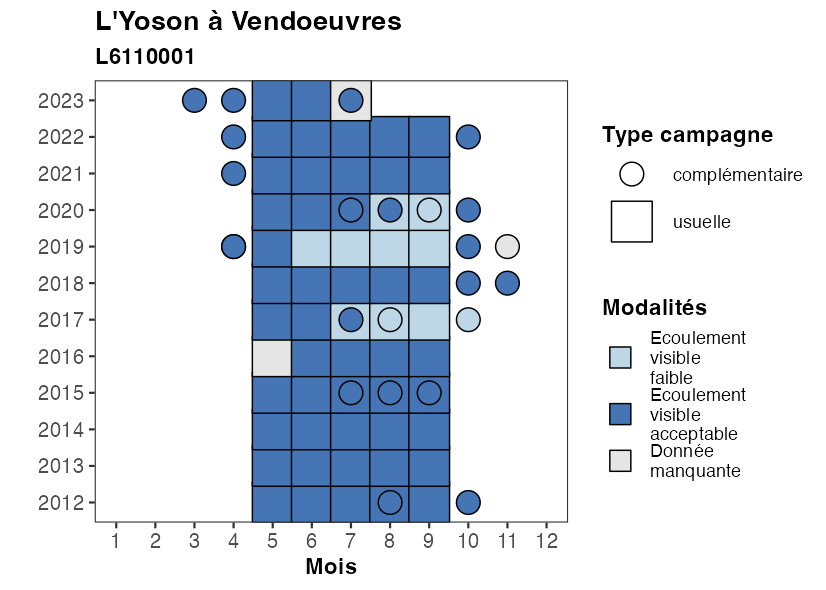 L'Yoson à Vendoeuvres
L6110001
2023
2022
2021
2020
2019
2018
2017
2016
2015
2014
2013
2012
1 2 3 4 5 6 7 8 9 10 11 12
Mois
Type campagne
complémentaire
usuelle
Modalités
Ecoulement
visible
faible
Ecoulement
visible
acceptable
Donnée
manquante